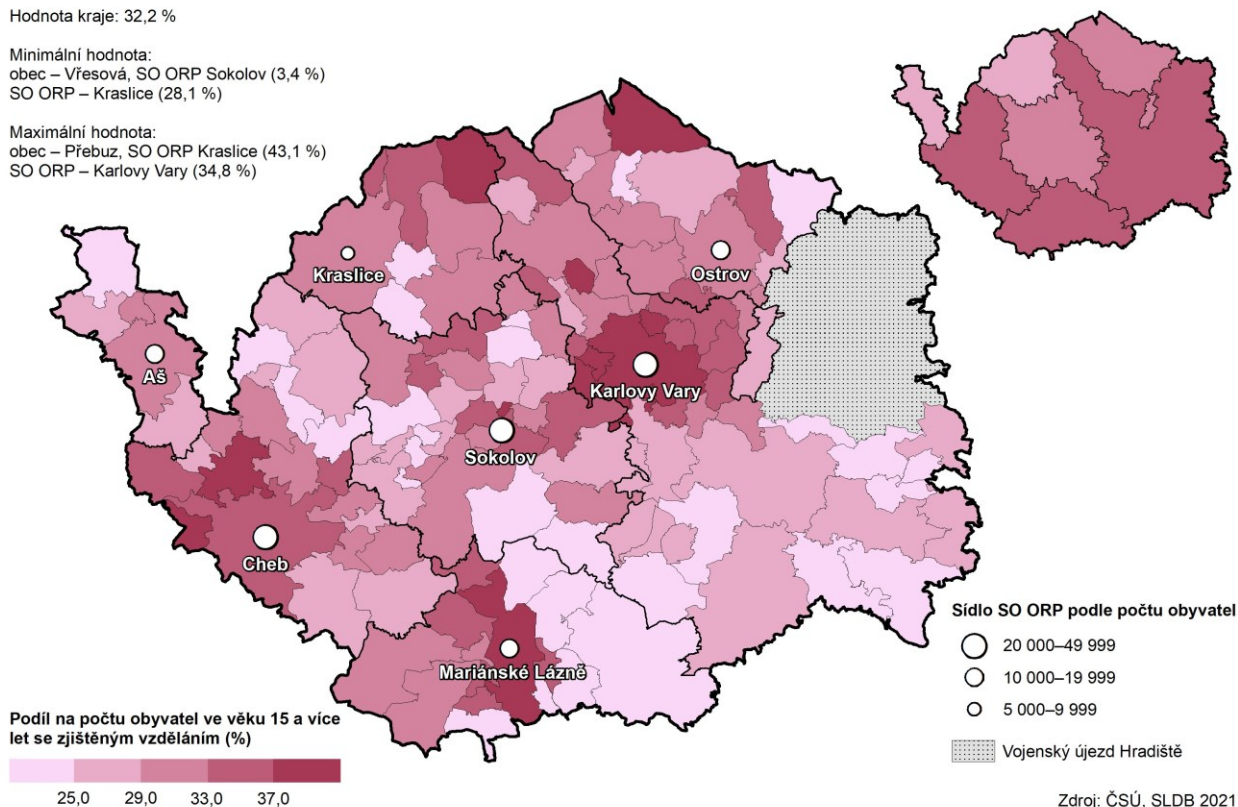 Hodnota kraje: 32,2 %
Minimální hodnota:
obec – Vřesová, SO ORP Sokolov (3,4 %)
SO ORP – Kraslice (28,1 %)
Maximální hodnota:
obec – Přebuz, SO ORP Kraslice (43,1 %)
SO ORP – Karlovy Vary (34,8 %)
Kraslice
Ostrov
Aš
Karlovy Vary
Sokolov
Cheb
Mariánské Lázně
Sídlo SO ORP podle počtu obyvatel
20 000–49 999
10 000–19 999
5 000–9 999
Vojenský újezd Hradiště
Podíl na počtu obyvatel ve věku 15 a více
let se zjištěným vzděláním (%)
25,0 29,0 33,0 37,0
Zdroj: ČSÚ, SLDB 2021